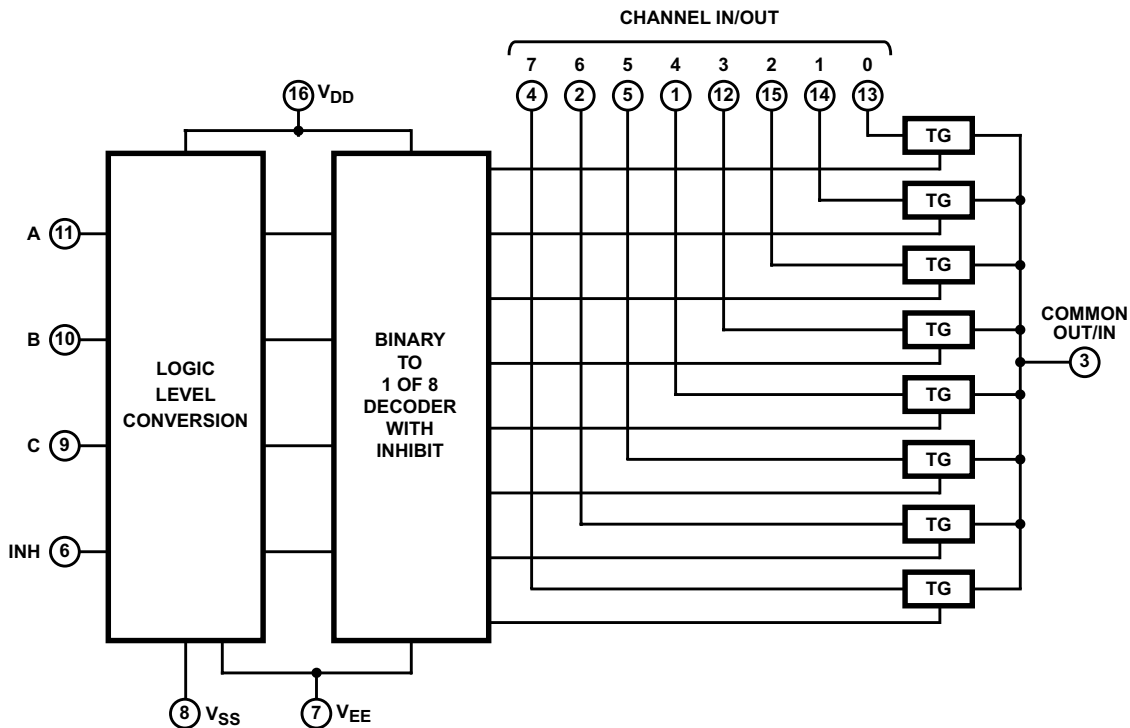 CHANNEL IN/OUT
7 6 5 4 3 2 1 0
4 2 5 1 12 15 14 13
16 VDD
TG
TG
TG
TG
TG
TG
TG
TG
A 11
B 10
C 9
INH 6
LOGIC
LEVEL
CONVERSION
BINARY
TO
1 OF 8
DECODER
WITH
INHIBIT
COMMON
OUT/IN
3
8 VSS
7 VEE